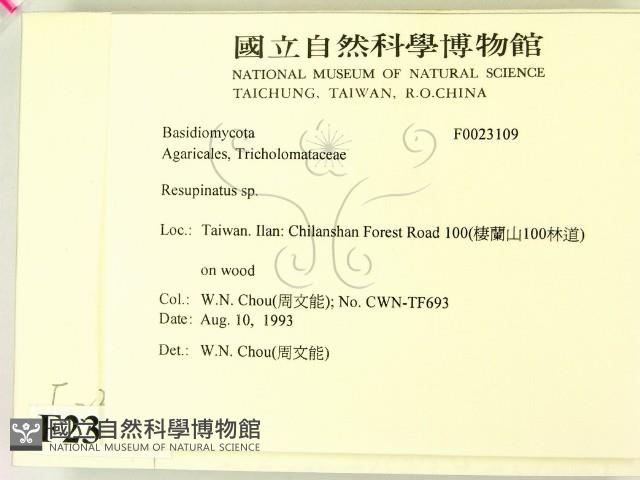 國立自然科學博物館
NATIONAL MUSEUM OF NATURAL SCIENCE
TAICHUNG, TAIWAN, R.O.CHINA
Basidiomycota F0023109
Agaricales, Tricholomataceae
Resupinatus sp.
Loc.: Taiwan. Ilan: Chilanshan Forest Road 100(棲蘭山100林道)
on wood
Col.: W.N. Chou(周文能); No. CWN-TF693
Date: Aug. 10, 1993
Det.: W.N. Chou(周文能)
F23
國立自然科學博物館
NATIONAL MUSEUM OF NATURAL SCIENCE